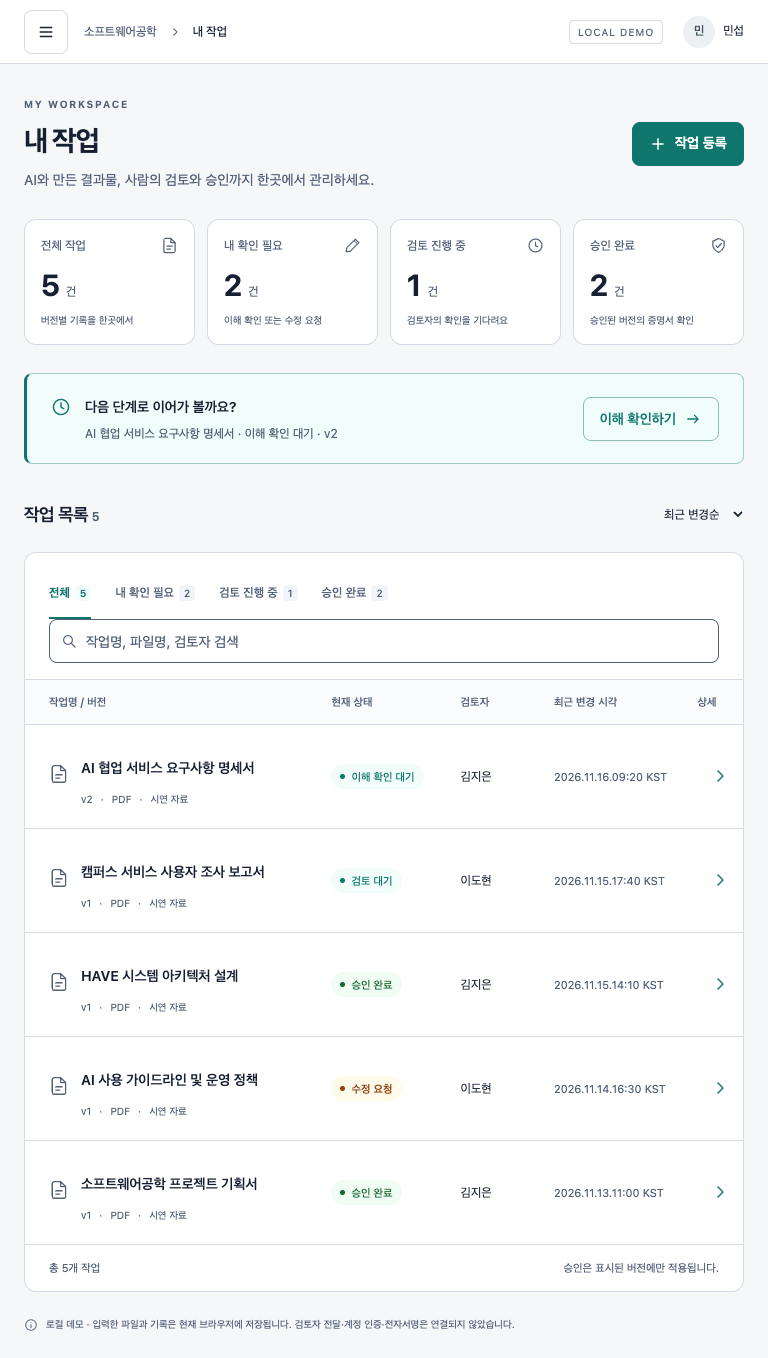 소프트웨어공학 > 내 작업 LOCAL DEMO 민 민섭
MY WORKSPACE
내 작업
+ 작업 등록
AI와 만든 결과물, 사람의 검토와 승인까지 한곳에서 관리하세요.
전체 작업
5 건
버전별 기록을 한곳에서
내 확인 필요
2 건
이해 확인 또는 수정 요청
검토 진행 중
1 건
검토자의 확인을 기다려요
승인 완료
2 건
승인된 버전의 증명서 확인
다음 단계로 이어가 볼까요?
AI 협업 서비스 요구사항 명세서 · 이해 확인 대기 · v2
이해 확인하기 →
작업 목록 5
최근 변경순
전체 5 내 확인 필요 2 검토 진행 중 1 승인 완료 2
작업명, 파일명, 검토자 검색
작업명 / 버전 현재 상태 검토자 최근 변경 시각 상세
AI 협업 서비스 요구사항 명세서 이해 확인 대기 김지은 2026.11.16.09:20 KST
v2 · PDF · 시연 자료
캠퍼스 서비스 사용자 조사 보고서 검토 대기 이도현 2026.11.15.17:40 KST
v1 · PDF · 시연 자료
HAVE 시스템 아키텍처 설계 승인 완료 김지은 2026.11.15.14:10 KST
v1 · PDF · 시연 자료
AI 사용 가이드라인 및 운영 정책 수정 요청 이도현 2026.11.14.16:30 KST
v1 · PDF · 시연 자료
소프트웨어공학 프로젝트 기획서 승인 완료 김지은 2026.11.13.11:00 KST
v1 · PDF · 시연 자료
총 5개 작업 승인은 표시된 버전에만 적용됩니다.
로컬 데모 · 입력한 파일과 기록은 현재 브라우저에 저장됩니다. 검토자 전달·계정 인증·전자서명은 연결되지 않았습니다.